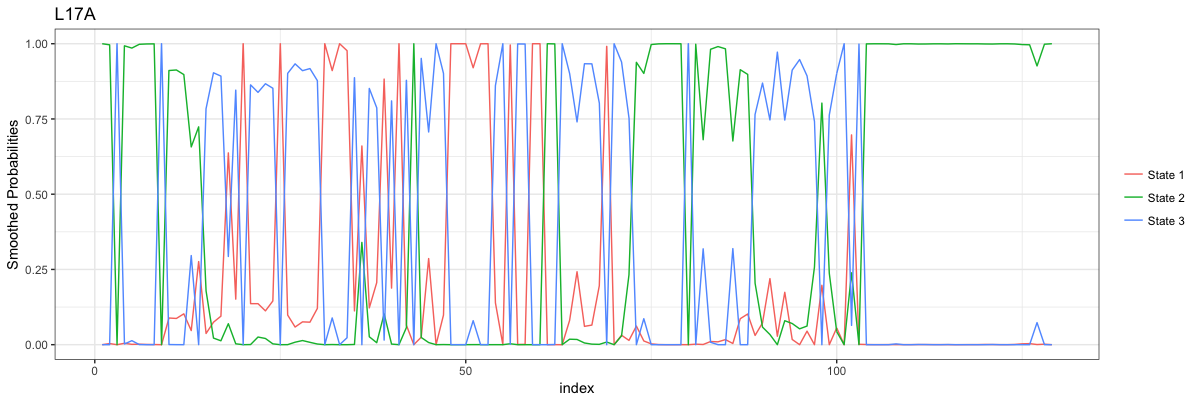 L17A
Smoothed Probabilities
1.00
0.75
0.50
0.25
0.00
0
50
100
index
State 1
State 2
State 3